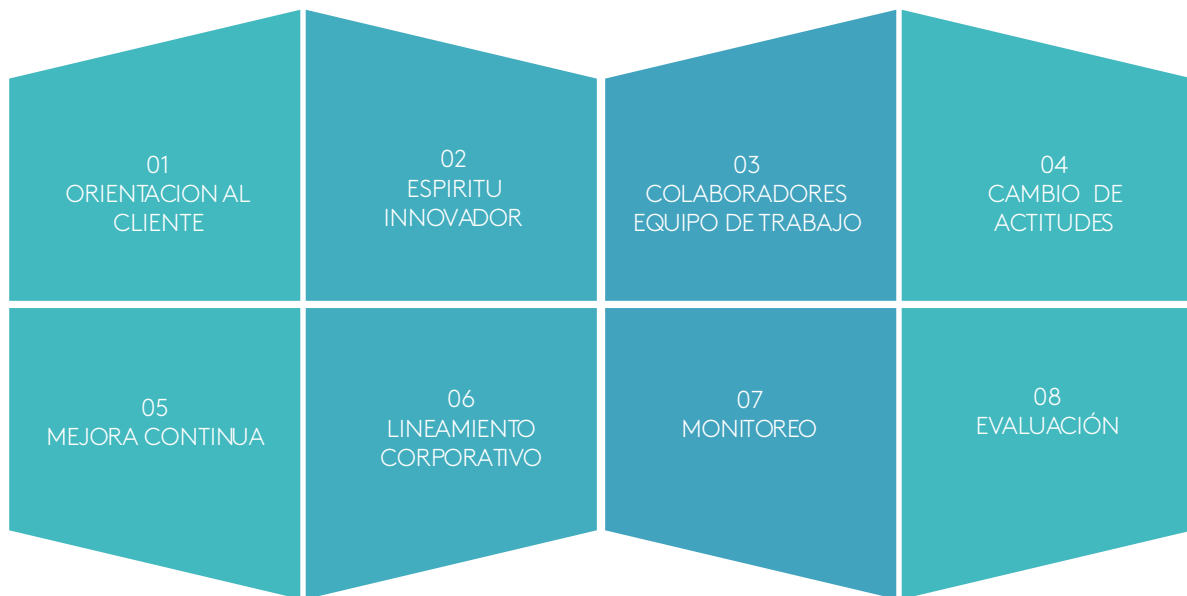 01
ORIENTACION AL
CLIENTE
02
ESPIRITU
INNOVADOR
03
COLABORADORES
EQUIPO DE TRABAJO
04
CAMBIO DE
ACTITUDES
05
MEJORA CONTINUA
06
LINEAMIENTO
CORPORATIVO
07
MONITOREO
08
EVALUACIÓN